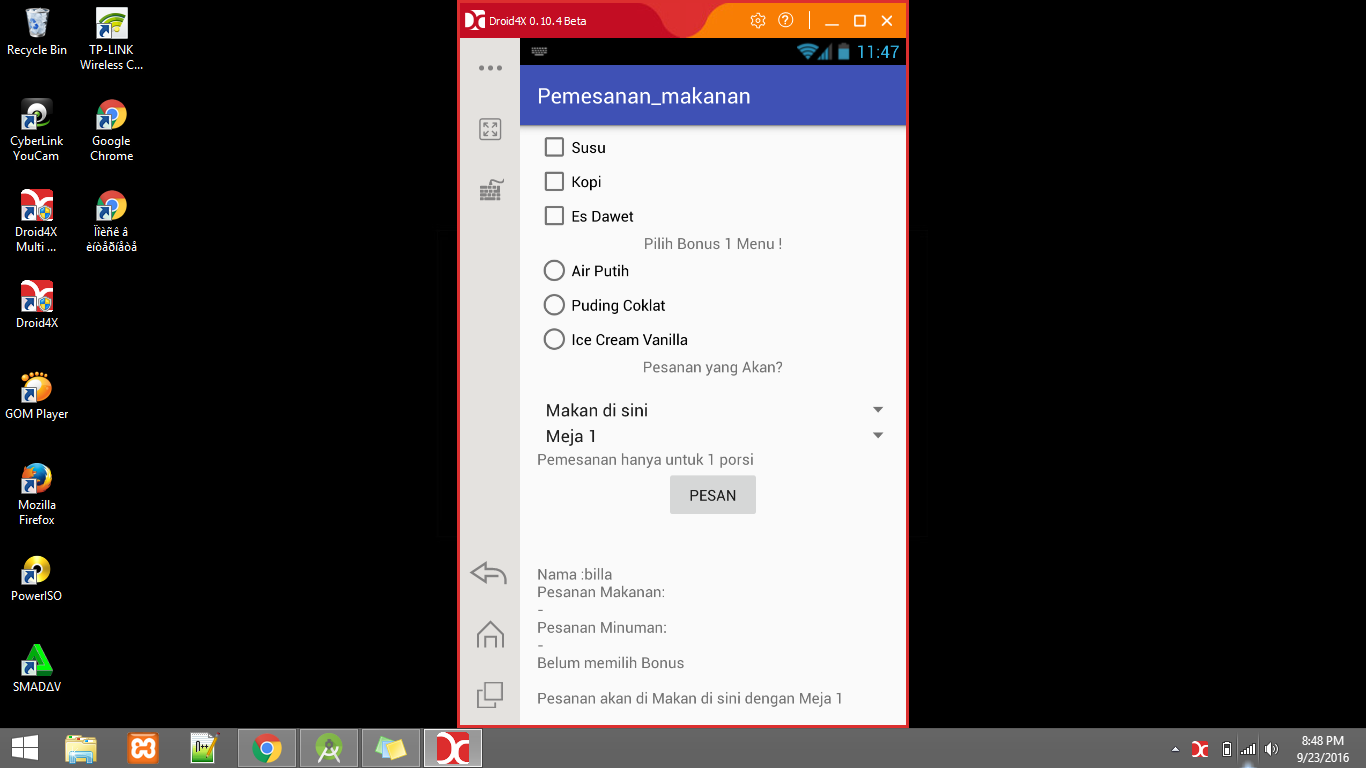 Recycle Bin
TP-LINK
Wireless C...
CyberLink
YouCam
Google
Chrome
Droid4X
Multi ...
Ïîèñê â
èíòåðíåòå
Droid4X
GOM Player
Mozilla
Firefox
PowerISO
SMADΔV
Droid4X 0.10.4 Beta
11:47
Pemesanan_makanan
Susu
Kopi
Es Dawet
Pilih Bonus 1 Menu !
Air Putih
Puding Coklat
Ice Cream Vanilla
Pesanan yang Akan?
Makan di sini
Meja 1
Pemesanan hanya untuk 1 porsi
PESAN
Nama :billa
Pesanan Makanan:
-
Pesanan Minuman:
-
Belum memilih Bonus
Pesanan akan di Makan di sini dengan Meja 1
8:48 PM
9/23/2016